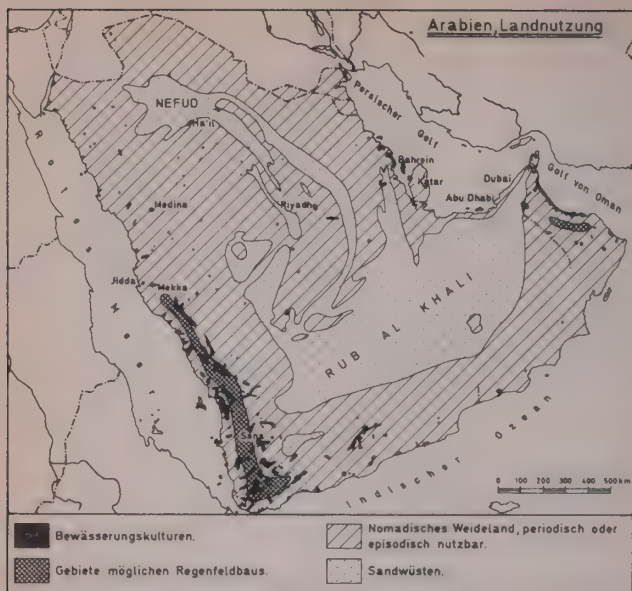 Arabien, Landnutzung
NEFUD
Ha'il
Persischer Golf
Bahrein
Katar
Dubai
Golf von Oman
Abu Dhabi
Riyadh
Medina
Rotes Meer
Jidda
Mekka
RUB AL KHALI
Sana
Indischer Ozean
0 100 200 300 400 500 km
Bewässerungskulturen.
Nomadisches Weideland, periodisch oder
episodisch nutzbar.
Gebiete möglichen Regenfeldbaus.
Sandwüsten.